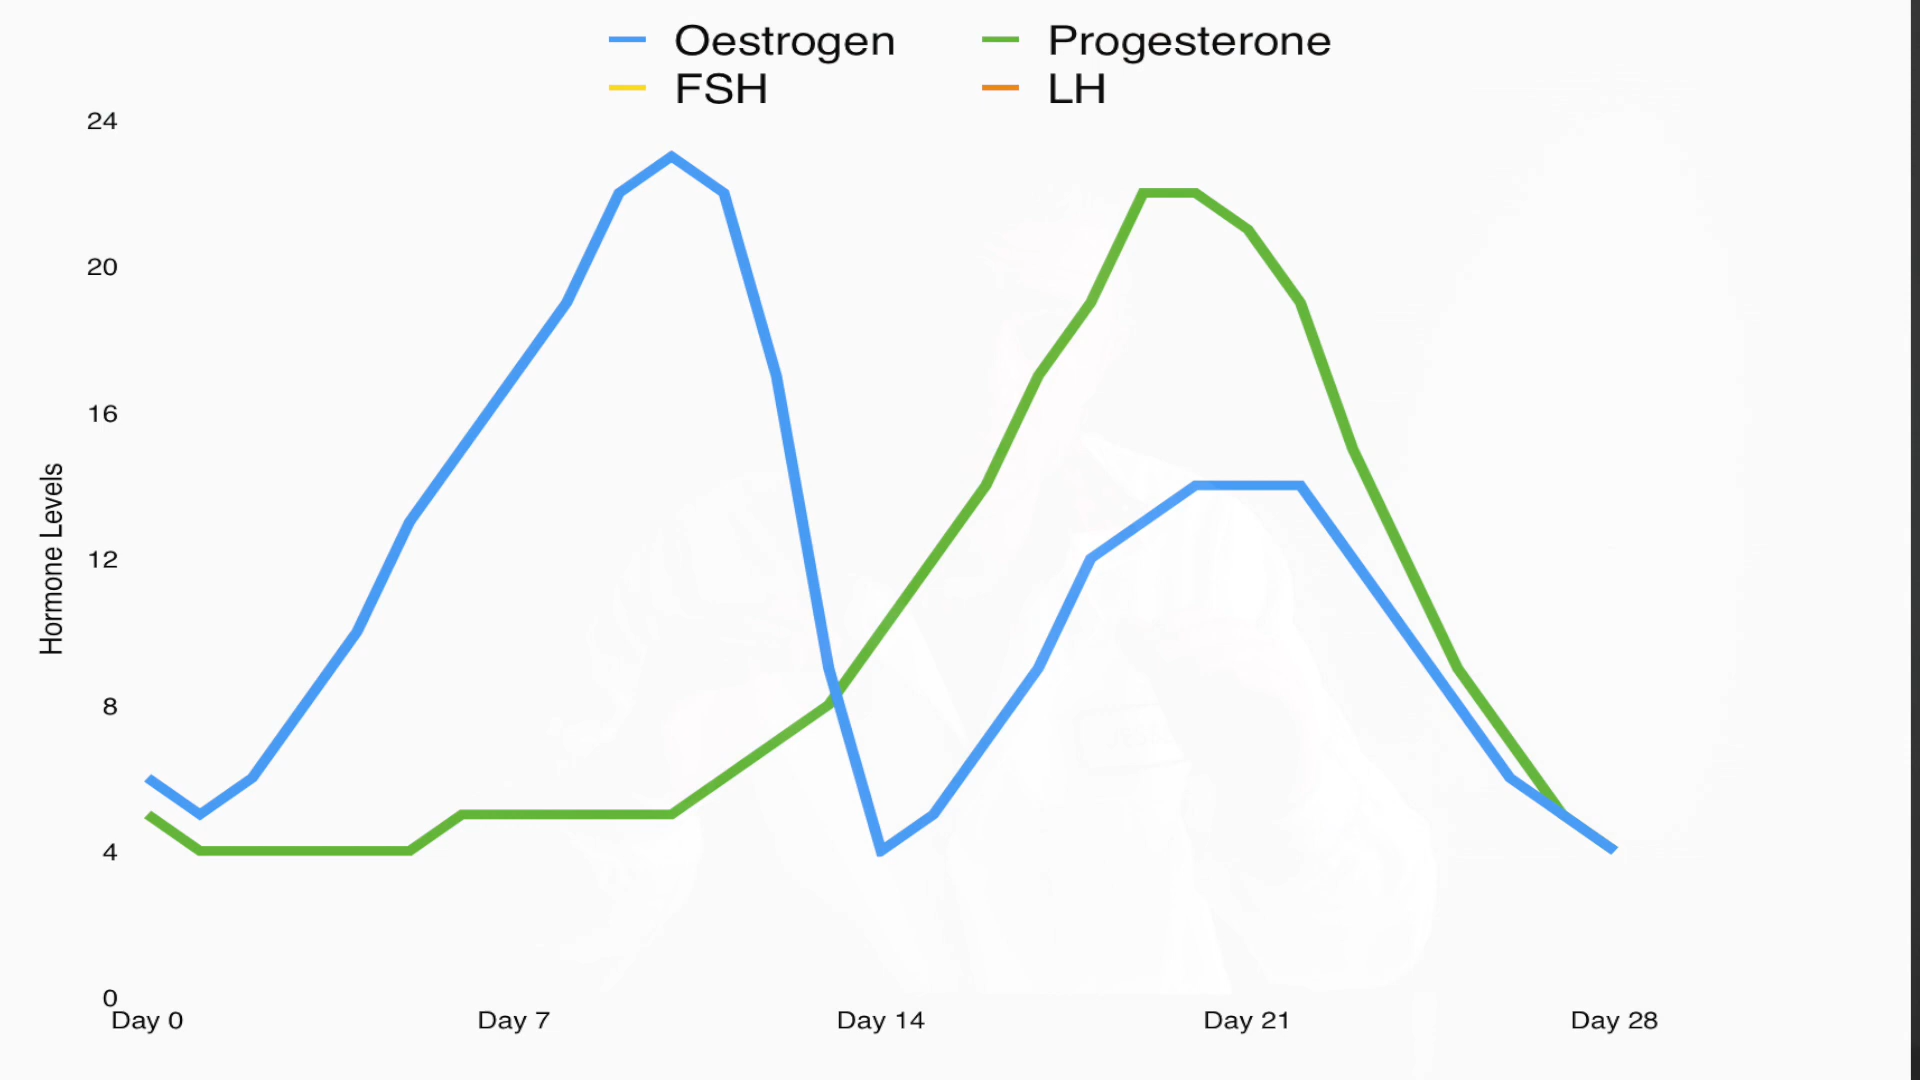 Oestrogen Progesterone
FSH LH
24
20
16
12
8
4
0
Hormone Levels
Day 0 Day 7 Day 14 Day 21 Day 28